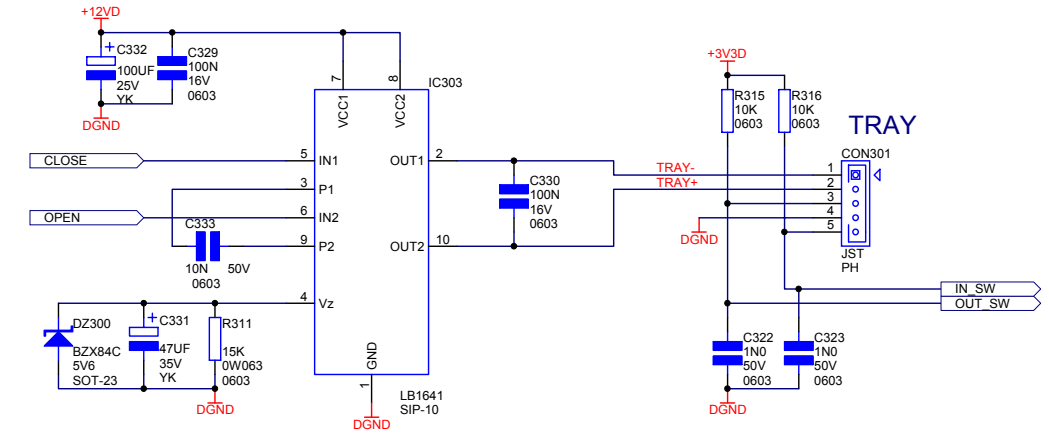 +12VD
+
C332
100UF
25V
YK
C329
100N
16V
0603
DGND
7
8
IC303
VCC1
VCC2
CLOSE
5
IN1
OUT1
2
3
P1
OPEN
6
IN2
C333
9
P2
OUT2
10
10N
50V
0603
4
Vz
C330
100N
16V
0603
DZ300
BZX84C
5V6
SOT-23
+
C331
47UF
35V
YK
R311
15K
0W063
0603
DGND
GND
1
LB1641
SIP-10
DGND
+3V3D
R315
10K
0603
R316
10K
0603
TRAY
CON301
TRAY-
TRAY+
1
2
3
4
5
DGND
JST
PH
IN_SW
OUT_SW
C322
1N0
50V
0603
C323
1N0
50V
0603
DGND